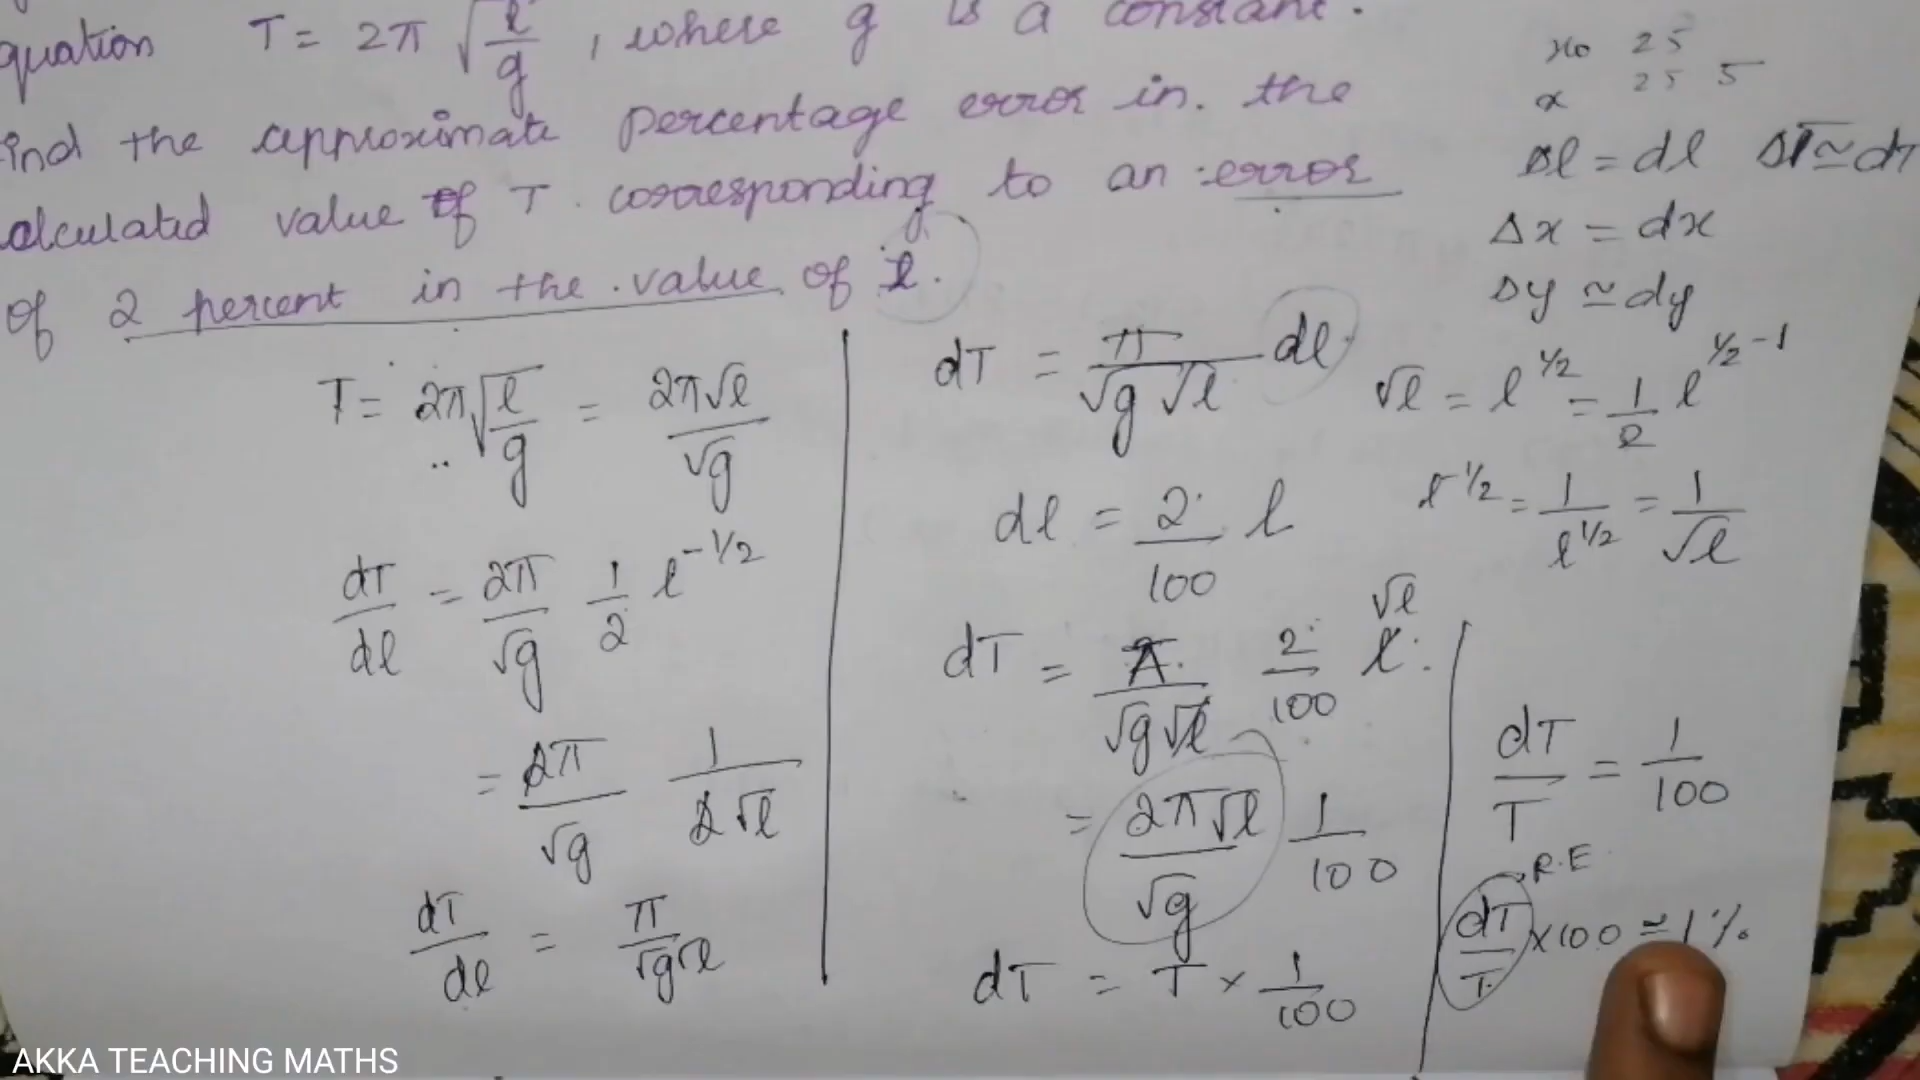 quation T = 2π √l/g , where g is a constant.
ind the approximate percentage error in. the
alculated value of T. corresponding to an error
of 2 percent in the value of l.
x₀ 25
x 25 5
Δl = dl ΔT ≃ dT
Δx = dx
Δy ≃ dy
T = 2π√l/g = 2π√l/√g
dT/dl = 2π/√g 1/2 l^-1/2
= 2π/√g 1/2√l
dT/dl = π/√g√l
dT = π/√g√l dl
√l = l^1/2 = 1/2 l^1/2-1
dl = 2/100 l
l^-1/2 = 1/l^1/2 = 1/√l
dT = π/√g√l 2/100 l √l
= 2π√l/√g 1/100
dT = T × 1/100
dT/T = 1/100
R.E
dT/T × 100 ≃ 1%
AKKA TEACHING MATHS